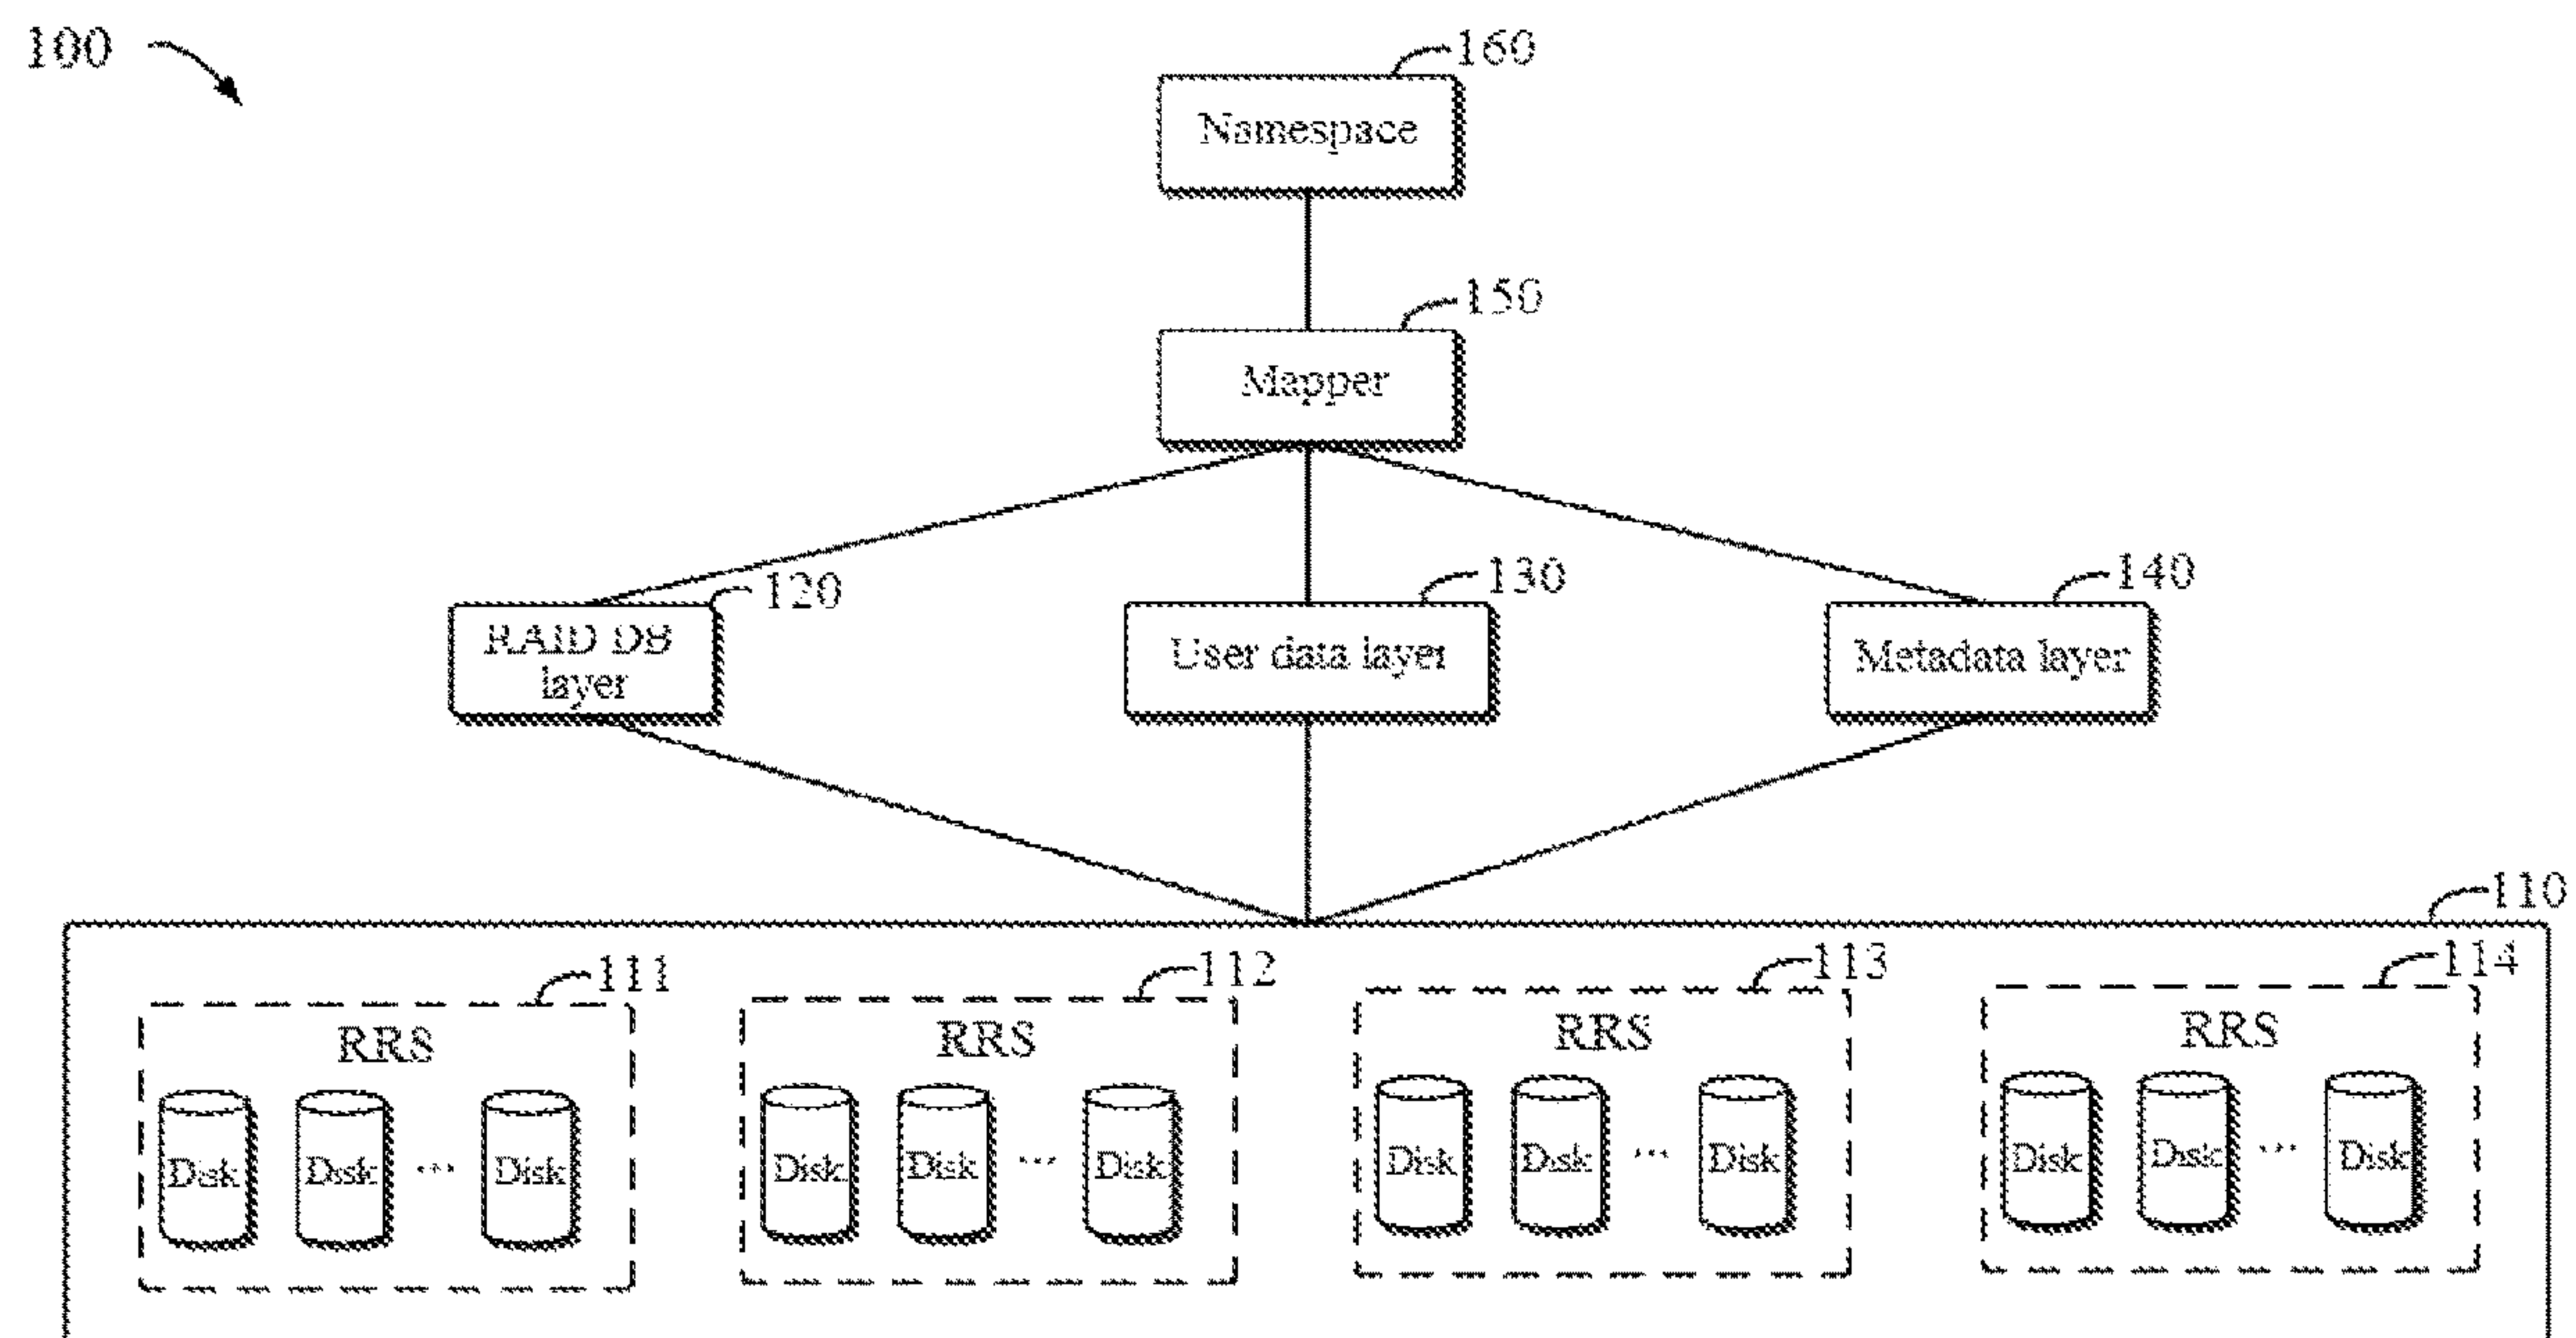 100
160
Namespace
150
Mapper
120
130
140
RAID DB
layer
User data layer
Metadata layer
110
111
112
113
114
RRS
RRS
RRS
RRS
Disk
Disk
...
Disk
Disk
Disk
...
Disk
Disk
Disk
...
Disk
Disk
Disk
...
Disk